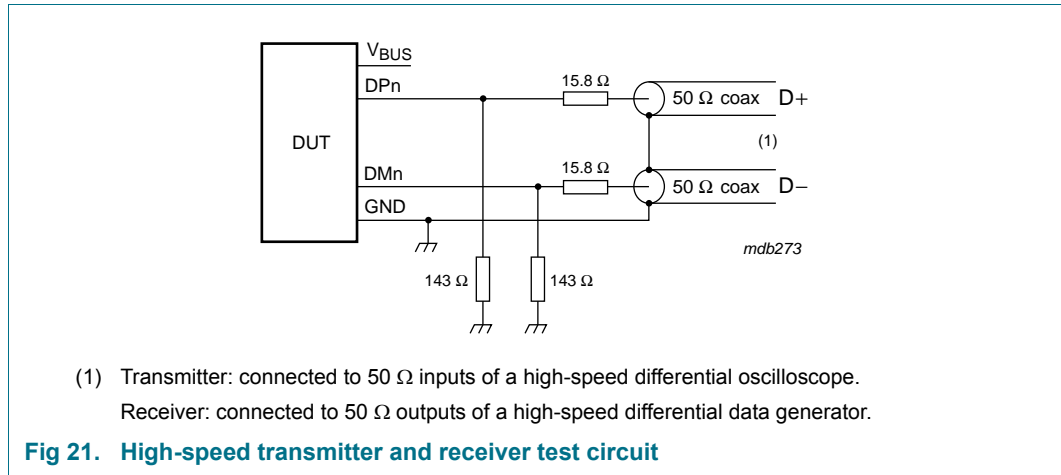 VBUS
DPn
15.8 Ω
50 Ω coax D+
DUT
(1)
15.8 Ω
DMn
50 Ω coax D−
GND
mdb273
143 Ω
143 Ω
(1) Transmitter: connected to 50 Ω inputs of a high-speed differential oscilloscope.
Receiver: connected to 50 Ω outputs of a high-speed differential data generator.
Fig 21. High-speed transmitter and receiver test circuit